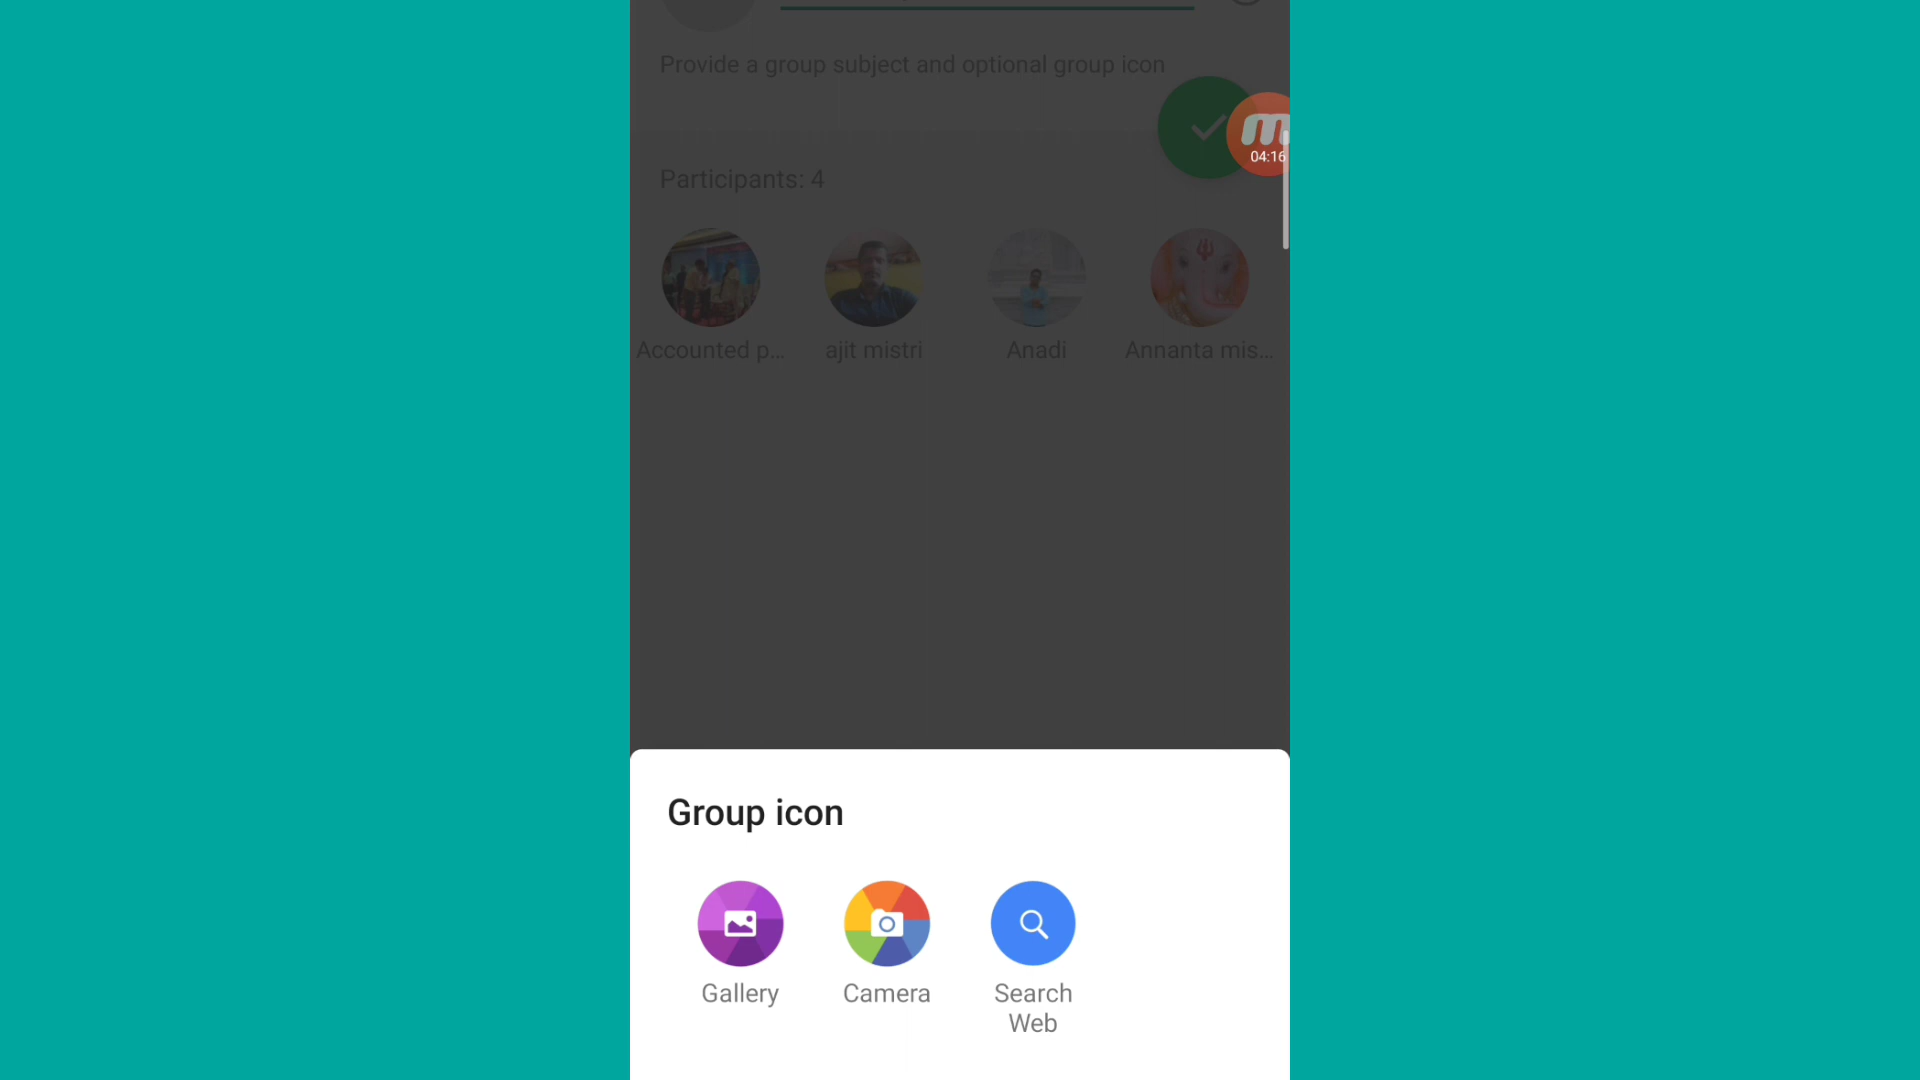 Provide a group subject and optional group icon
m
04:16
Participants: 4
Accounted p...
ajit mistri
Anadi
Annanta mis...
Group icon
Gallery
Camera
Search
Web